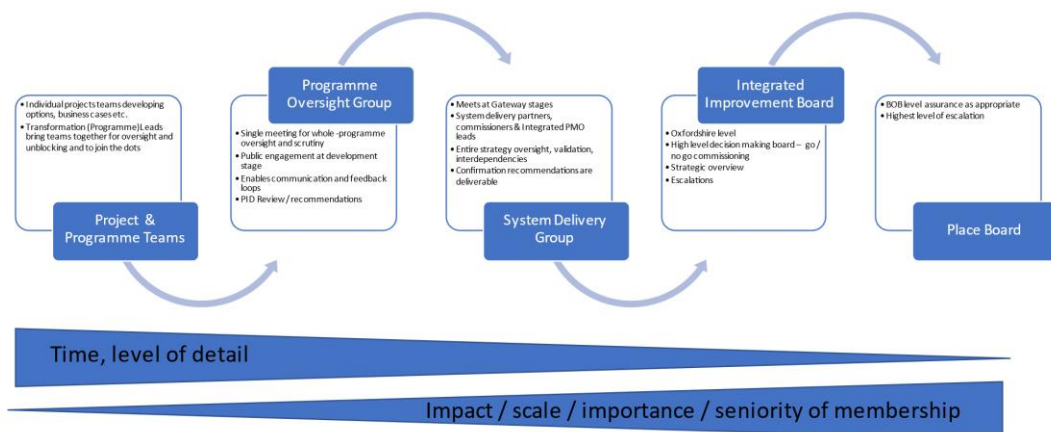 • Individual projects teams developing
options, business cases etc.
• Transformation (Programme)Leads
bring teams together for oversight and
unblocking and to join the dots
Project &
Programme Teams
Programme
Oversight Group
• Single meeting for whole -programme
oversight and scrutiny
• Public engagement at development
stage
• Enables communication and feedback
loops
• PID Review / recommendations
• Meets at Gateway stages
• System delivery partners,
commissioners & Integrated PMO
leads
• Entire strategy oversight, validation,
interdependencies
• Confirmation recommendations are
deliverable
System Delivery
Group
Integrated
Improvement Board
• Oxfordshire level
• High level decision making board – go /
no go commissioning
• Strategic overview
• Escalations
• BOB level assurance as appropriate
• Highest level of escalation
Place Board
Time, level of detail
Impact / scale / importance / seniority of membership